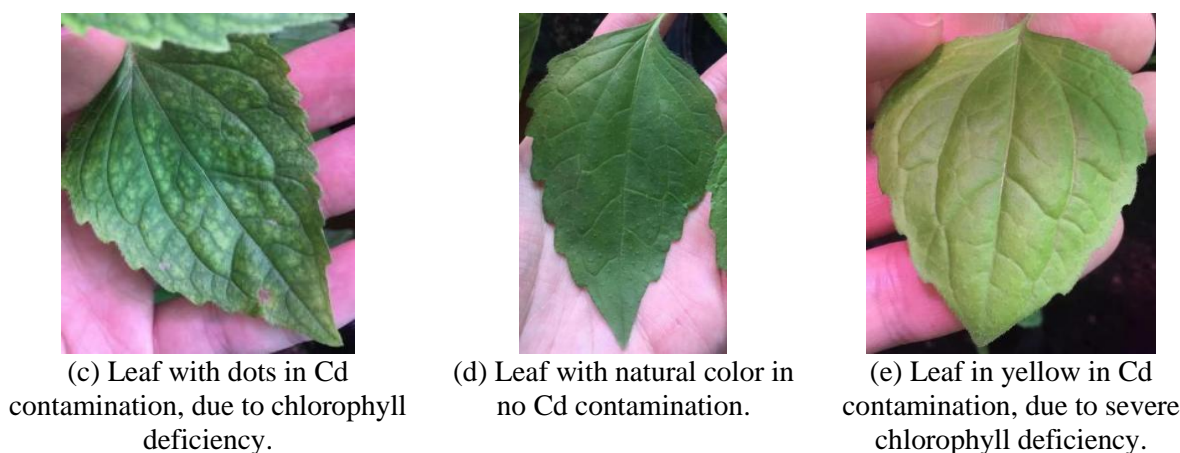 (c) Leaf with dots in Cd
contamination, due to chlorophyll
deficiency.
(d) Leaf with natural color in
no Cd contamination.
(e) Leaf in yellow in Cd
contamination, due to severe
chlorophyll deficiency.